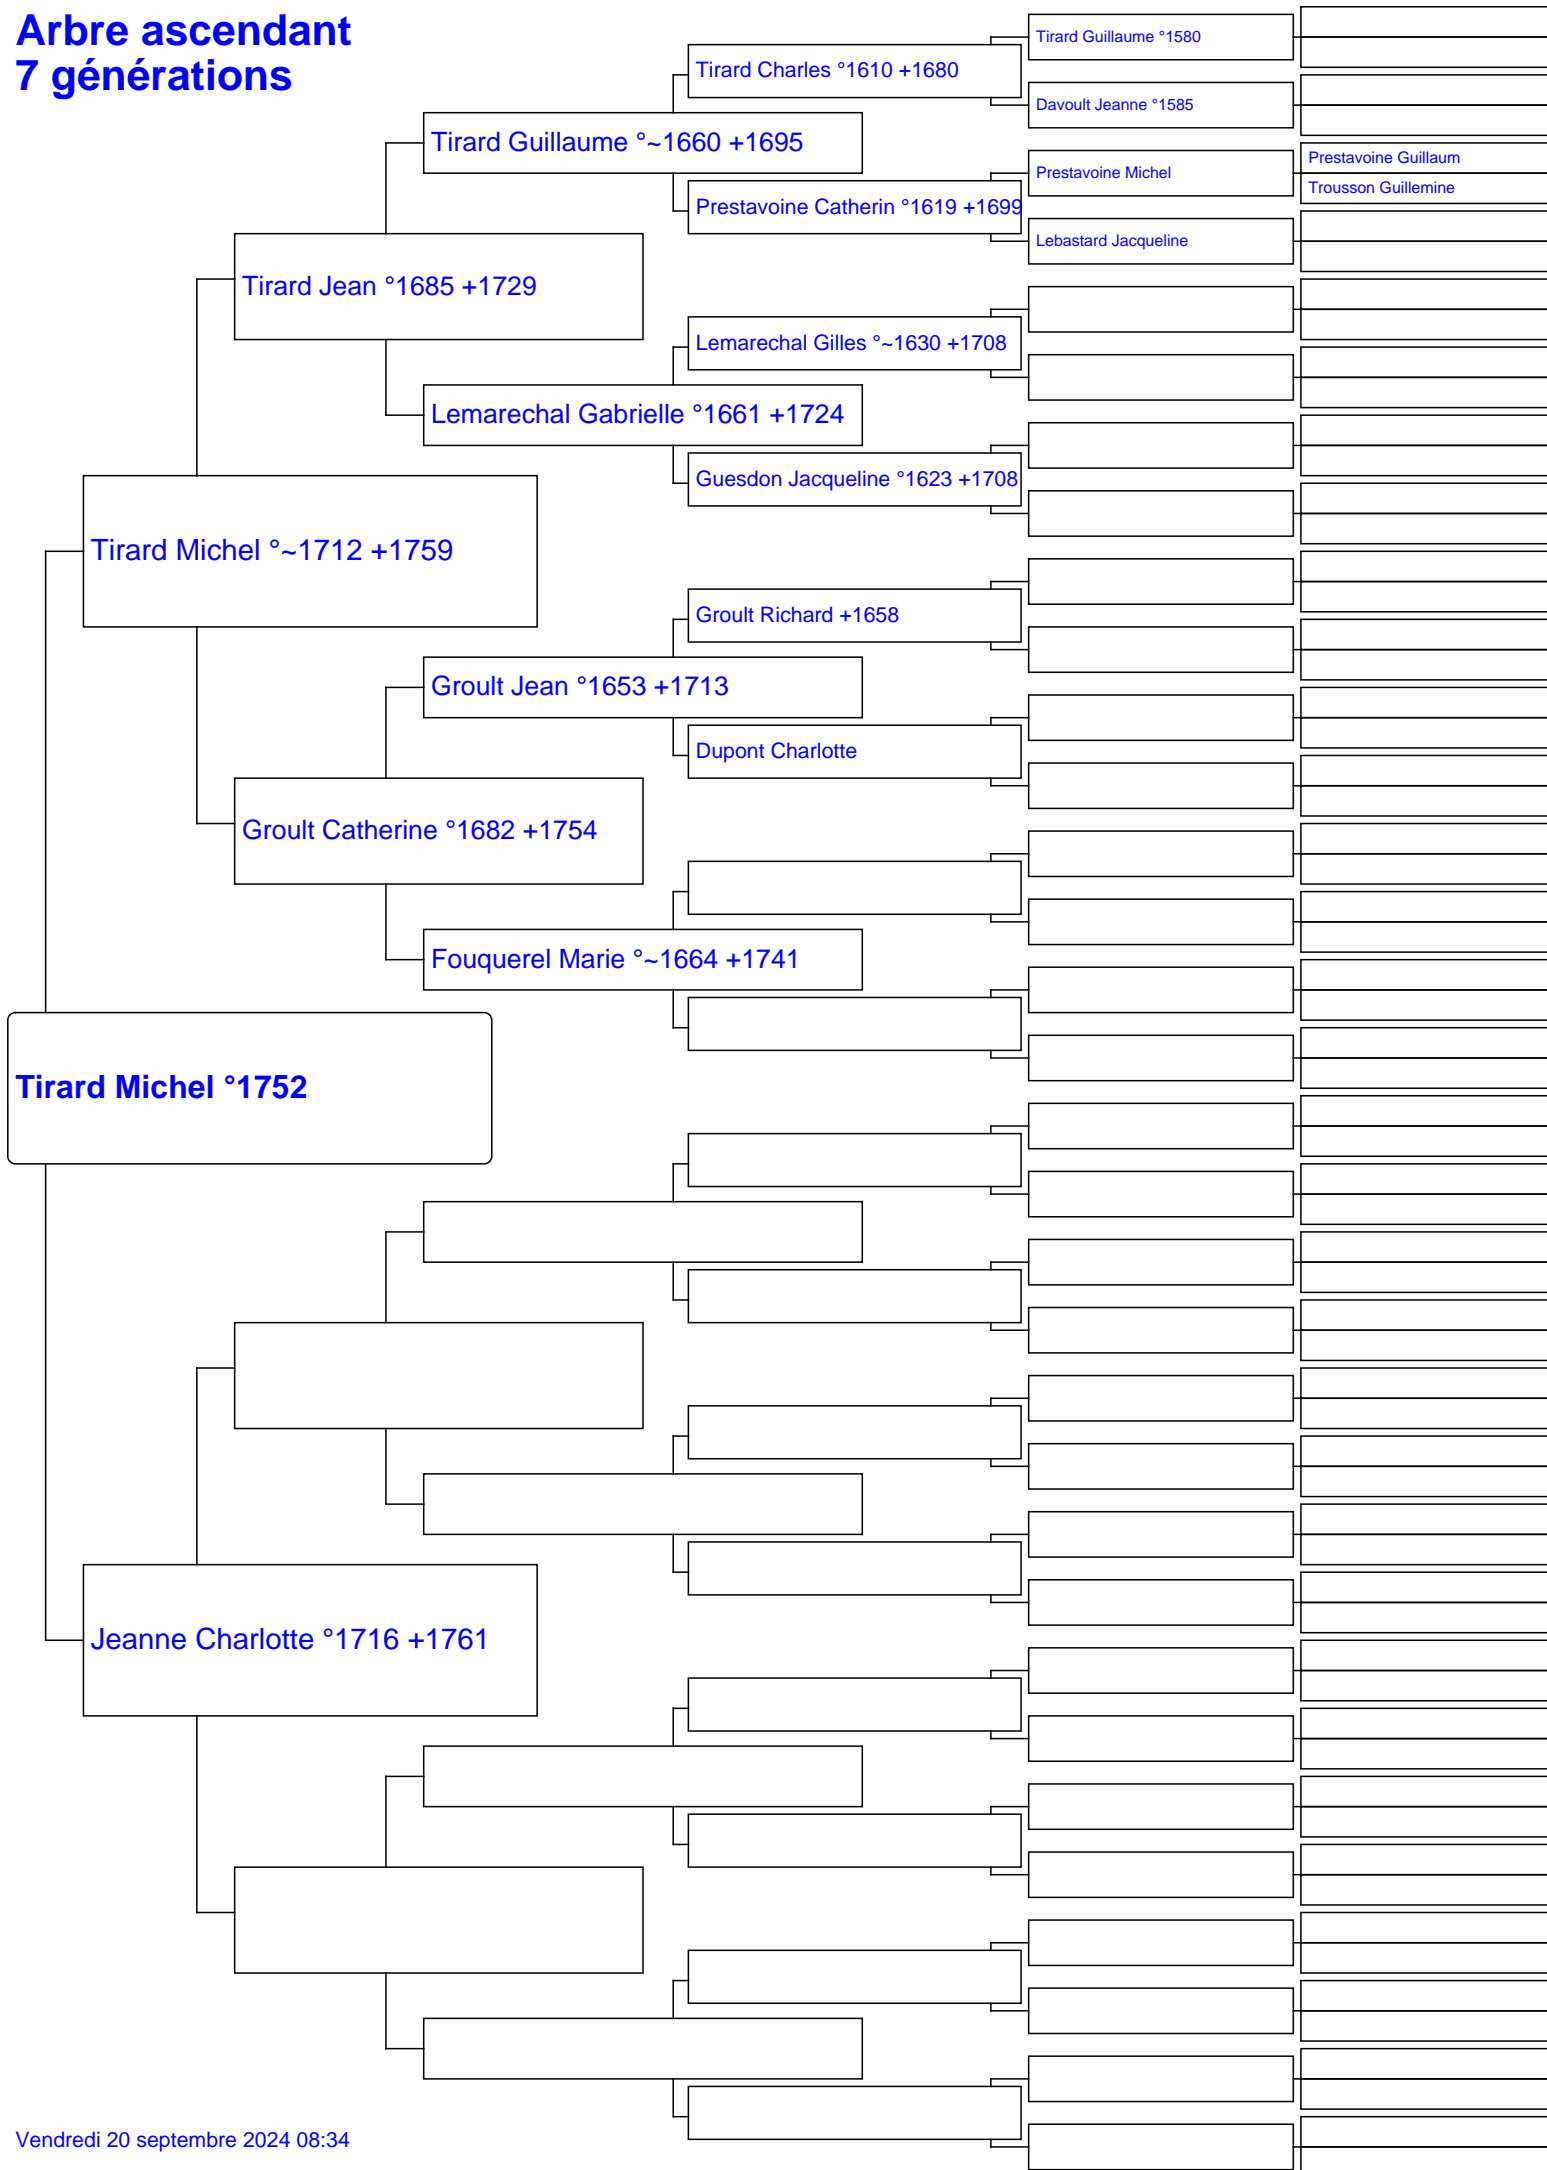 Arbre ascendant
7 générations
Tirard Guillaume °1580
Tirard Charles °1610 +1680
Davoult Jeanne °1585
Tirard Guillaume °~1660 +1695
Prestavoine Guillaum
Prestavoine Michel
Trousson Guillemine
Prestavoine Catherin °1619 +1699
Lebastard Jacqueline
Tirard Jean °1685 +1729
Lemarechal Gilles °~1630 +1708
Lemarechal Gabrielle °1661 +1724
Guesdon Jacqueline °1623 +1708
Tirard Michel °~1712 +1759
Groult Richard +1658
Groult Jean °1653 +1713
Dupont Charlotte
Groult Catherine °1682 +1754
Fouquerel Marie °~1664 +1741
Tirard Michel °1752
Jeanne Charlotte °1716 +1761
Vendredi 20 septembre 2024 08:34